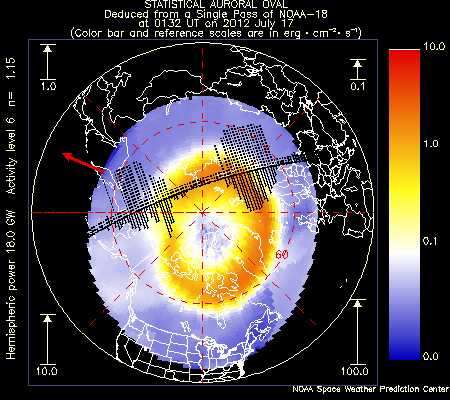 STATISTICAL AURORAL OVAL
Deduced from a Single Pass of NOAA-18
at 0132 UT on 2012 July 17
(Color bar and reference scales are in erg · cm⁻² · s⁻¹)
Hemispheric power 18.0 GW Activity level 6 n= 1.15
1.0
0.1
10.0
100.0
60
10.0
1.0
0.1
0.0
NOAA Space Weather Prediction Center